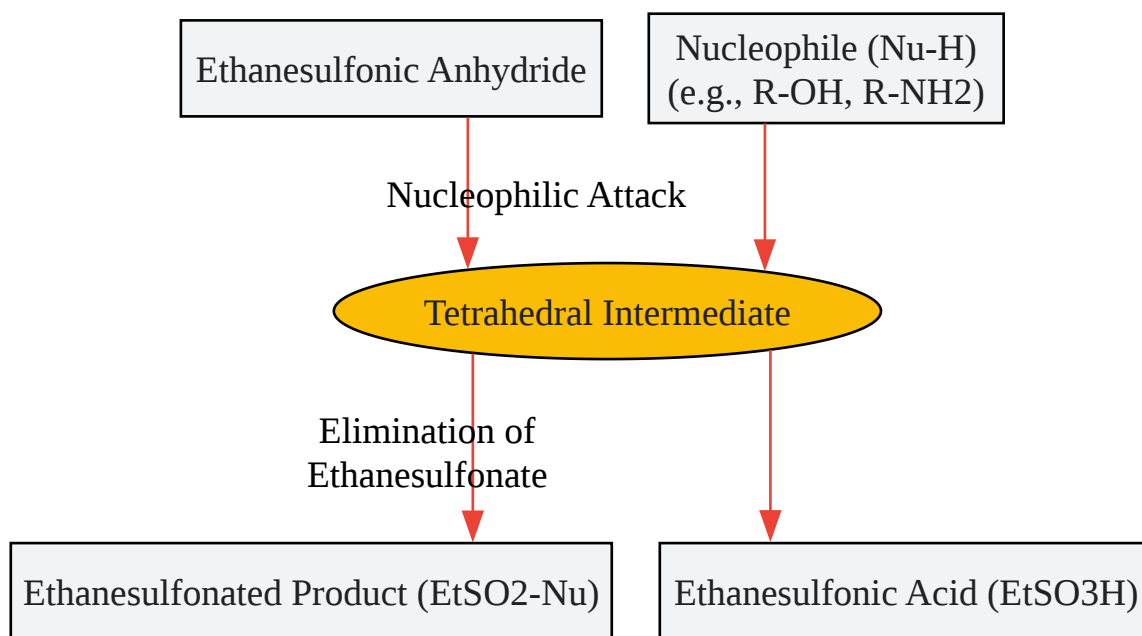 Ethanesulfonic Anhydride
Nucleophile (Nu-H)
(e.g., R-OH, R-NH2)
Nucleophilic Attack
Tetrahedral Intermediate
Elimination of
Ethanesulfonate
Ethanesulfonated Product (EtSO2-Nu)
Ethanesulfonic Acid (EtSO3H)